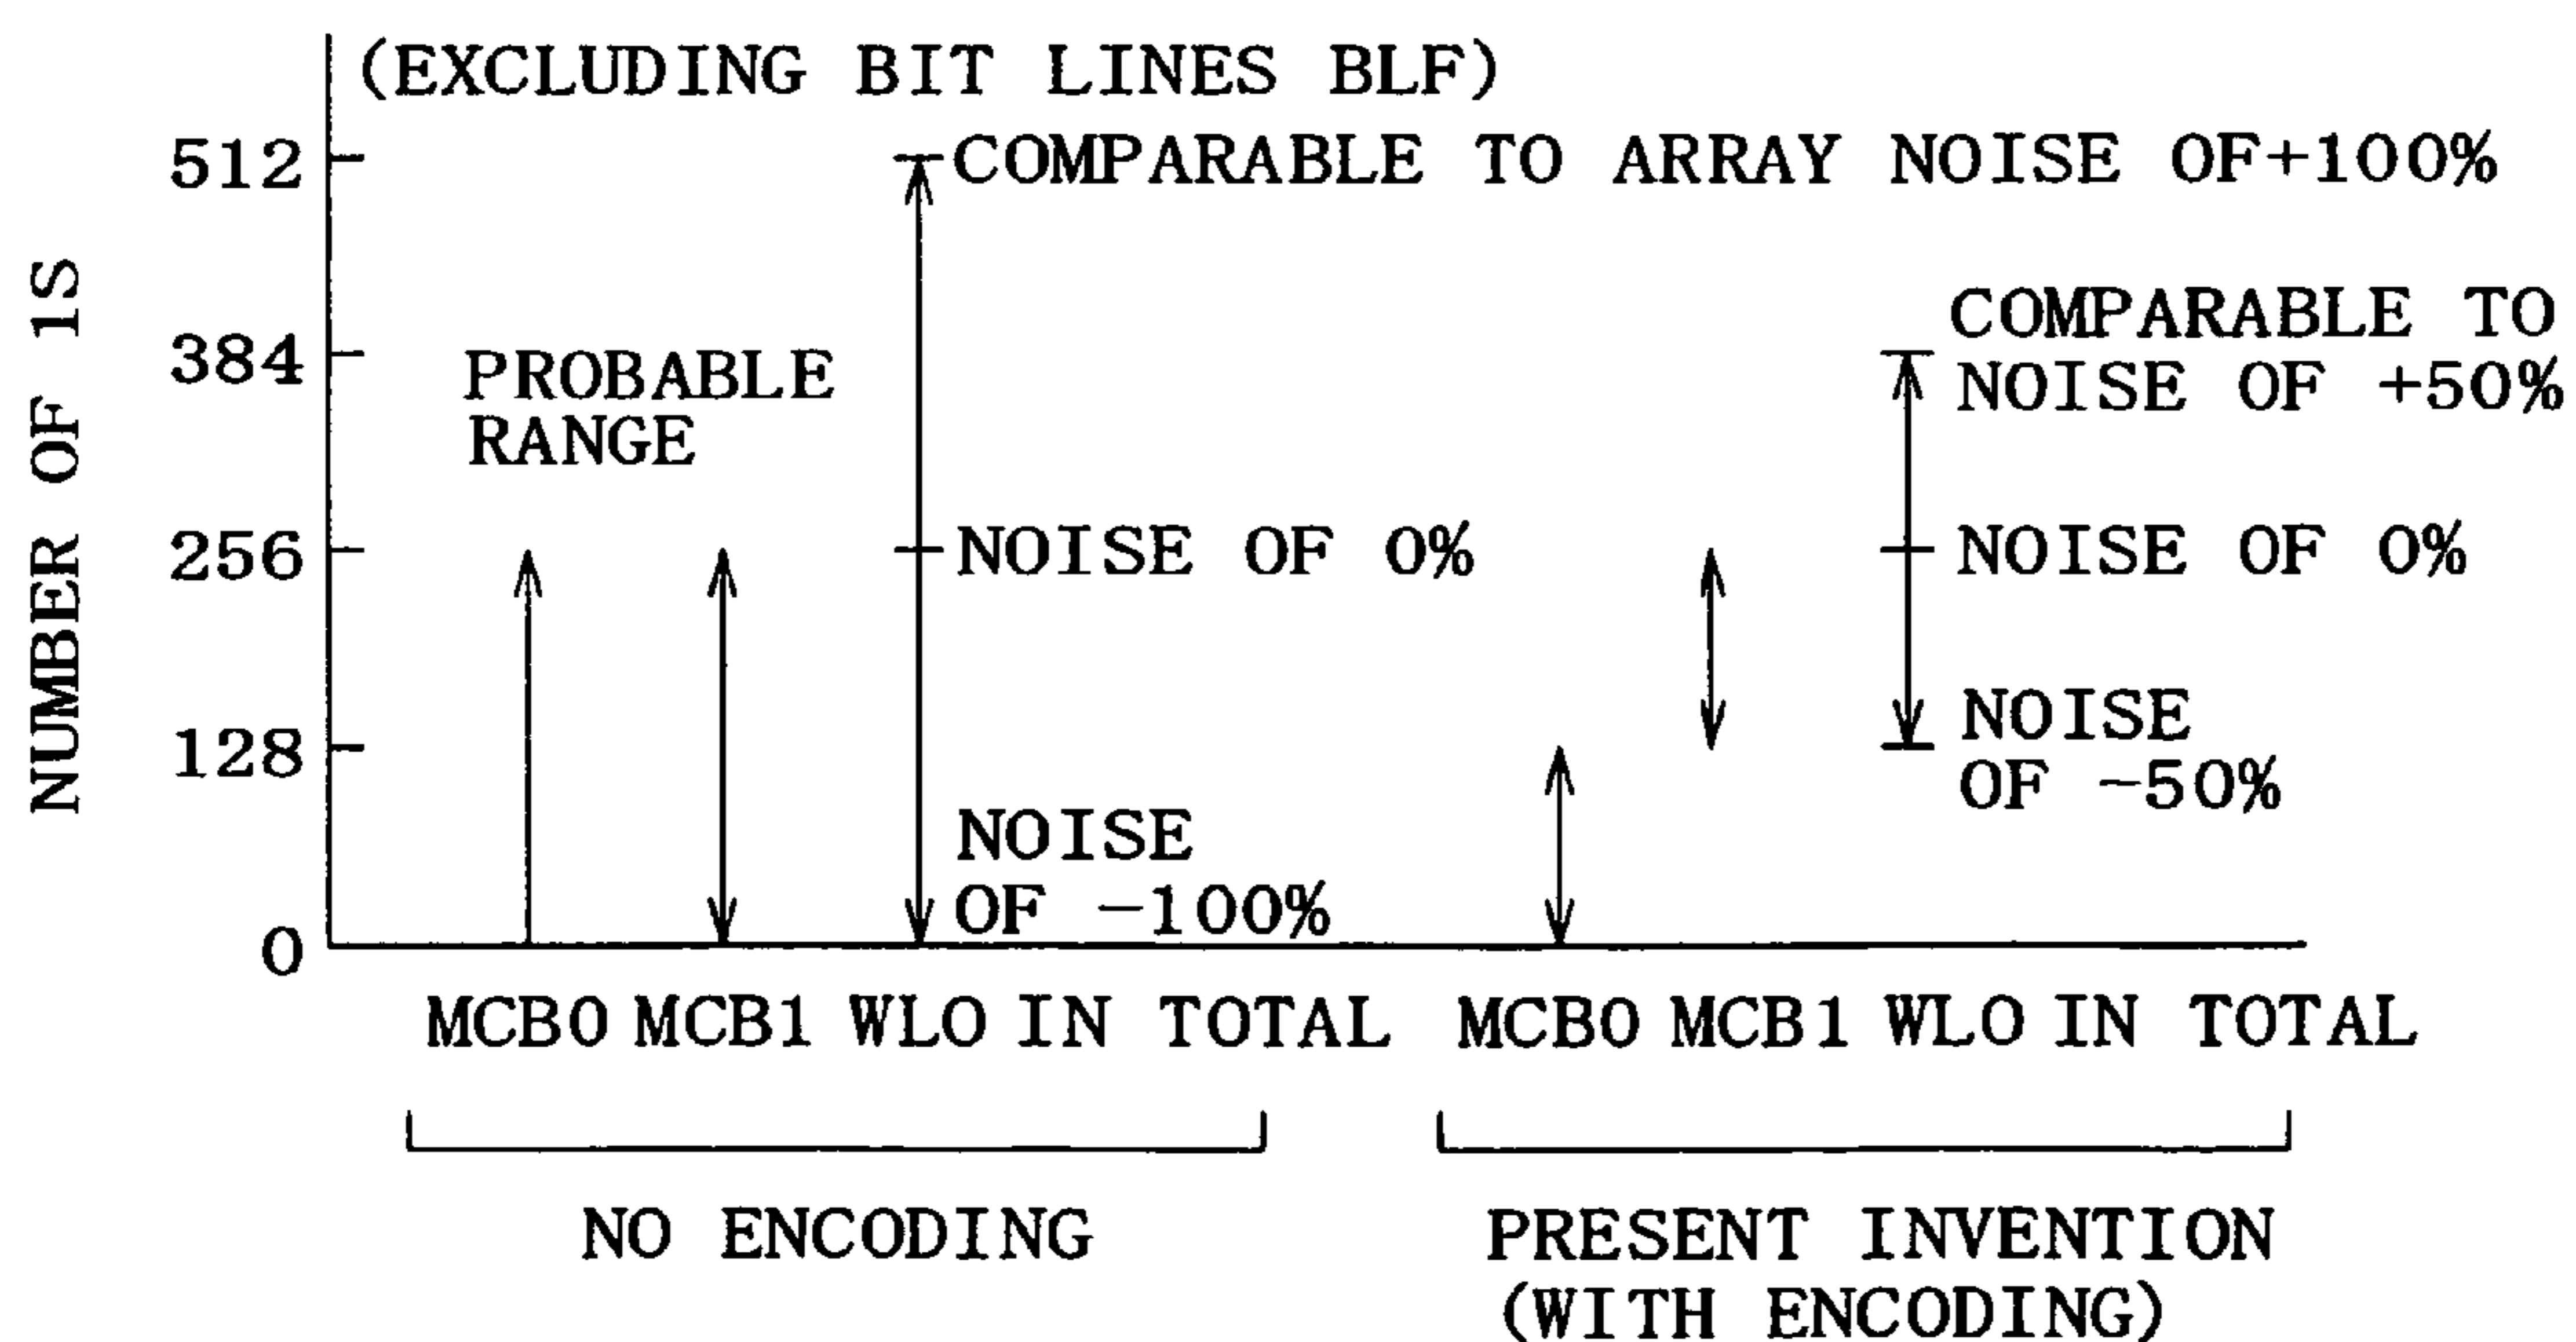 (EXCLUDING BIT LINES BLF)
NUMBER OF 1S
512
384
256
128
0
COMPARABLE TO ARRAY NOISE OF+100%
PROBABLE
RANGE
NOISE OF 0%
NOISE
OF -100%
COMPARABLE TO
NOISE OF +50%
NOISE OF 0%
NOISE
OF -50%
MCB0 MCB1 WL0 IN TOTAL MCB0 MCB1 WL0 IN TOTAL
NO ENCODING
PRESENT INVENTION
(WITH ENCODING)